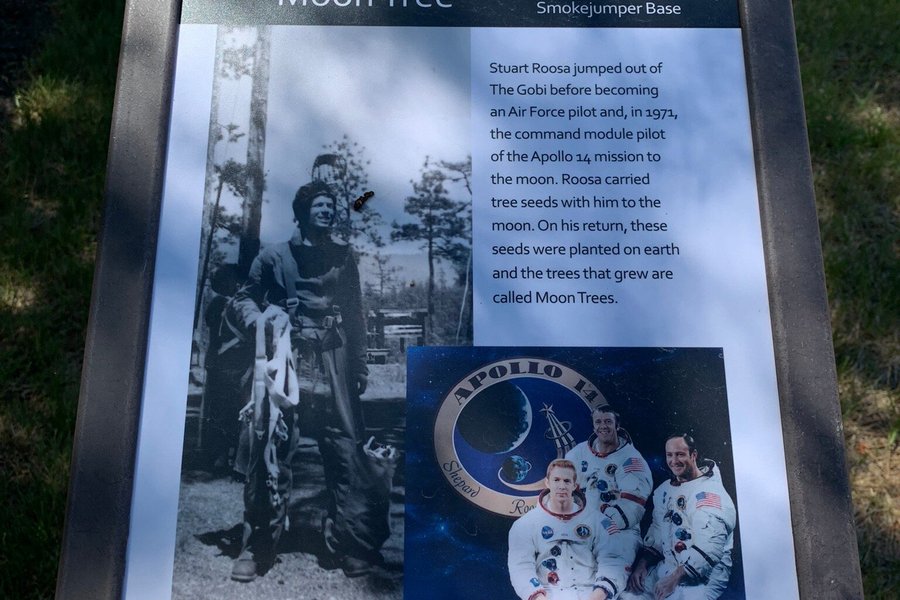 Moon Tree
Smokejumper Base
Stuart Roosa jumped out of
The Gobi before becoming
an Air Force pilot and, in 1971,
the command module pilot
of the Apollo 14 mission to
the moon. Roosa carried
tree seeds with him to the
moon. On his return, these
seeds were planted on earth
and the trees that grew are
called Moon Trees.
APOLLO 14
Shepard